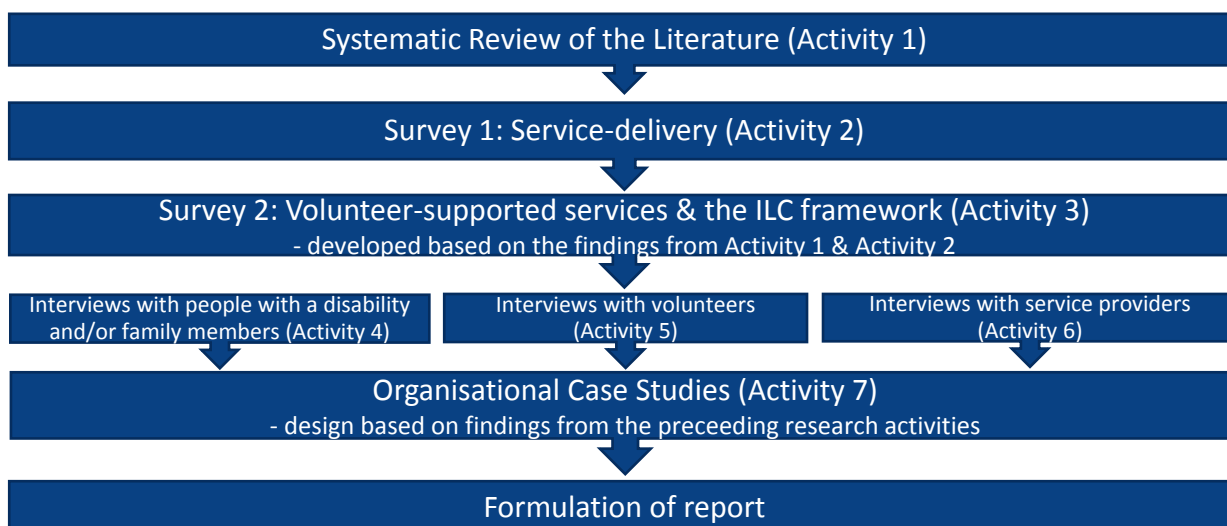 Systematic Review of the Literature (Activity 1)
Survey 1: Service-delivery (Activity 2)
Survey 2: Volunteer-supported services & the ILC framework (Activity 3)
- developed based on the findings from Activity 1 & Activity 2
Interviews with people with a disability
and/or family members (Activity 4)
Interviews with volunteers
(Activity 5)
Interviews with service providers
(Activity 6)
Organisational Case Studies (Activity 7)
- design based on findings from the preceeding research activities
Formulation of report